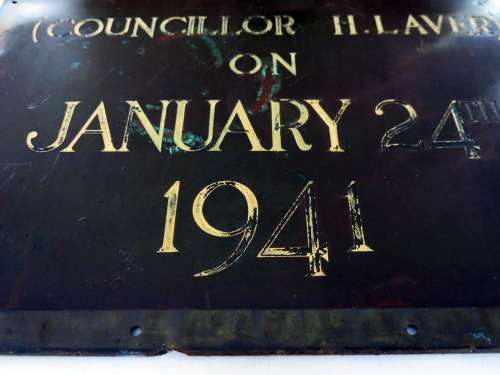 (COUNCILLOR H. LAVER)
ON
JANUARY 24TH
1941